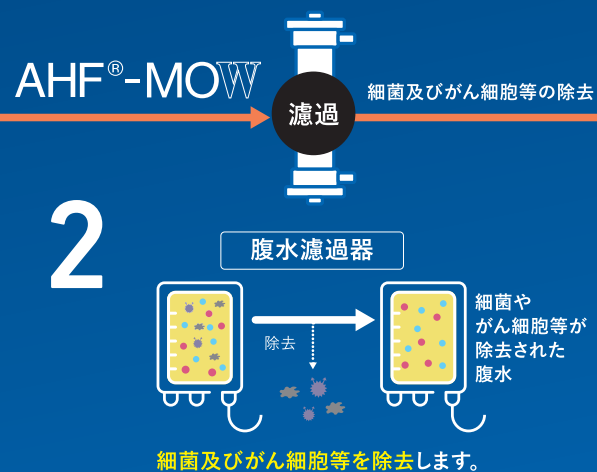 AHF®-MOW
濾過
細菌及びがん細胞等の除去
2
腹水濾過器
除去
細菌や
がん細胞等が
除去された
腹水
細菌及びがん細胞等を除去します。